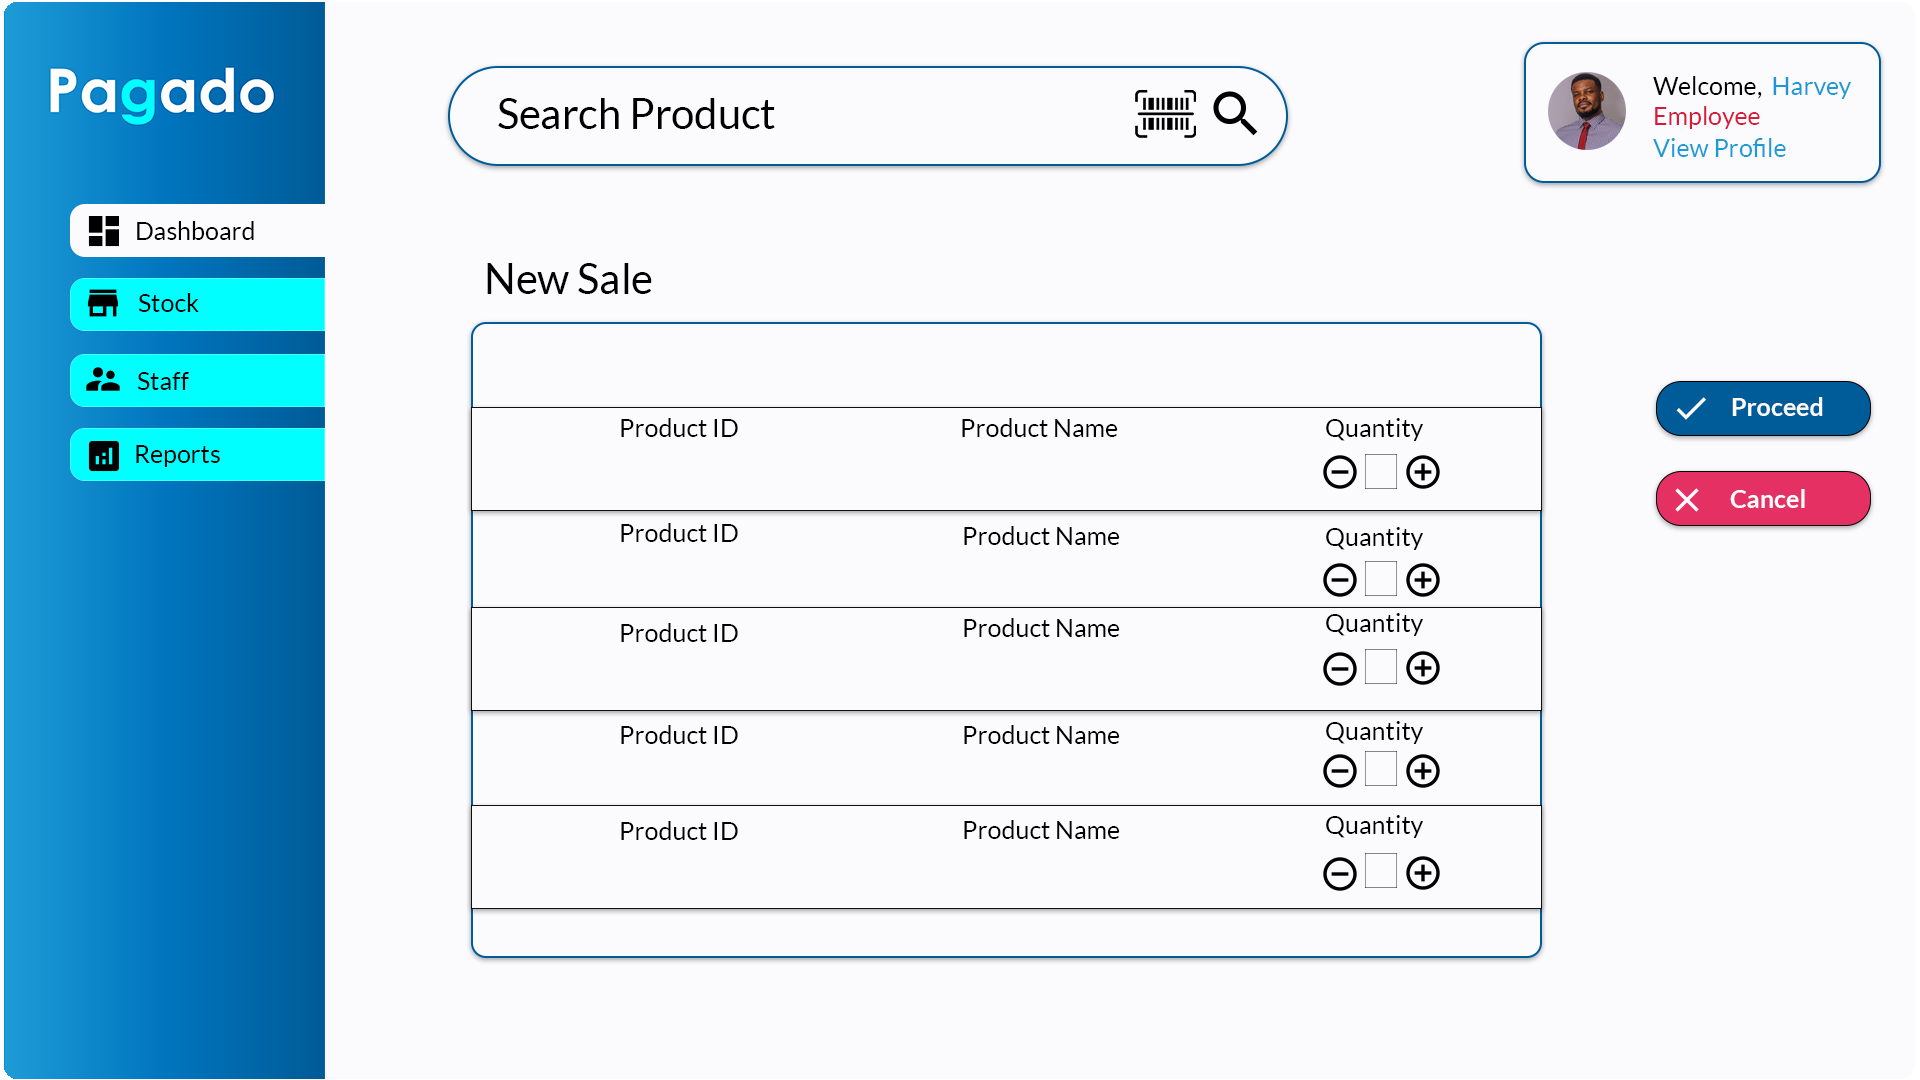 Pagado
Search Product
Welcome, Harvey
Employee
View Profile
Dashboard
Stock
Staff
Reports
New Sale
Product ID Product Name Quantity
Product ID Product Name Quantity
Product ID Product Name Quantity
Product ID Product Name Quantity
Product ID Product Name Quantity
Proceed
Cancel